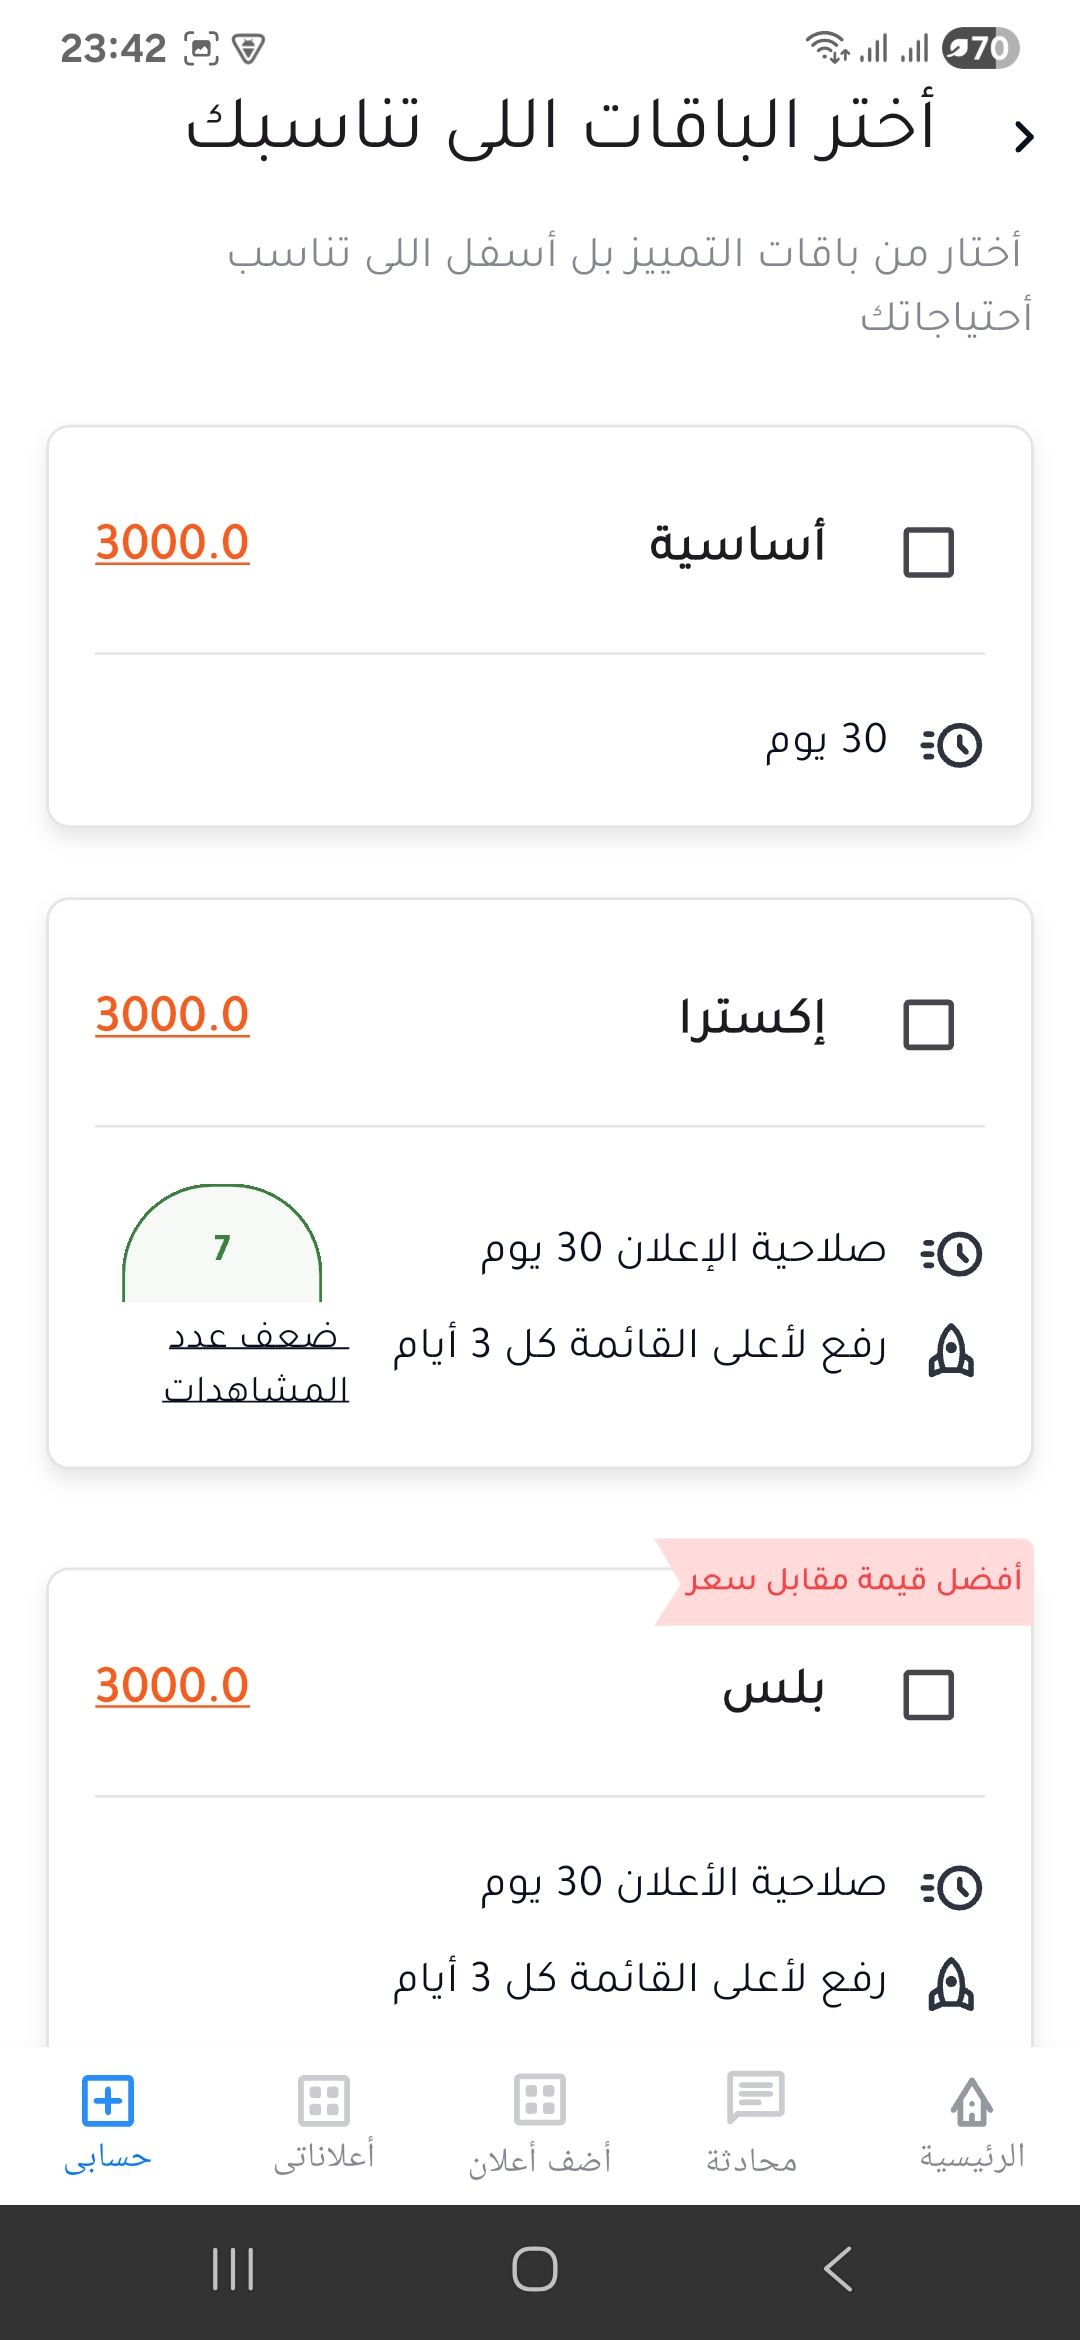 23:42
70
أختر الباقات اللى تناسبك
أختار من باقات التمييز بل أسفل اللى تناسب
أحتياجاتك
أساسية 3000.0
30 يوم
إكسترا 3000.0
صلاحية الإعلان 30 يوم
رفع لأعلى القائمة كل 3 أيام
7
ضعف عدد
المشاهدات
أفضل قيمة مقابل سعر
بلس 3000.0
صلاحية الأعلان 30 يوم
رفع لأعلى القائمة كل 3 أيام
الرئيسية محادثة أضف أعلان أعلاناتى حسابى